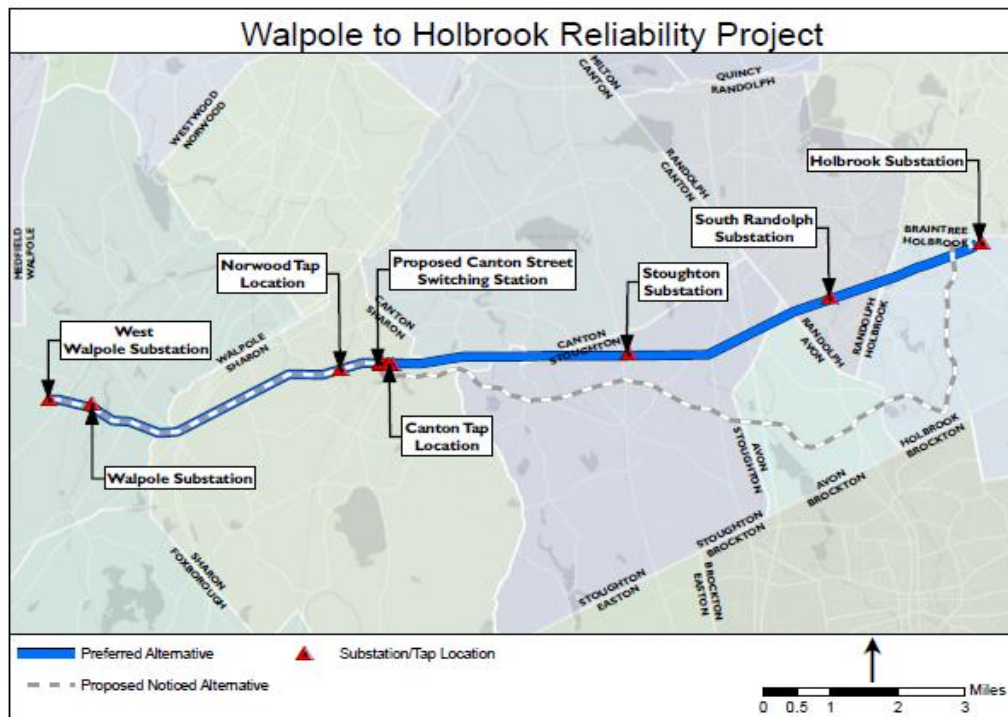 Walpole to Holbrook Reliability Project
MILTON
CANTON
QUINCY
RANDOLPH
WESTWOOD
NORWOOD
MEDFIELD
WALPOLE
RANDOLPH
CANTON
Holbrook Substation
South Randolph
Substation
BRAINTREE
HOLBROOK
Norwood Tap
Location
Proposed Canton Street
Switching Station
Stoughton
Substation
CANTON
SHARON
West
Walpole Substation
WALPOLE
SHARON
CANTON
STOUGHTON
RANDOLPH
AVON
RANDOLPH
HOLBROOK
Canton Tap
Location
Walpole Substation
HOLBROOK
BROCKTON
AVON
STOUGHTON
AVON
BROCKTON
STOUGHTON
BROCKTON
SHARON
FOXBOROUGH
STOUGHTON
EASTON
BROCKTON
EASTON
Preferred Alternative
Substation/Tap Location
Proposed Noticed Alternative
Miles
0 0.5 1 2 3